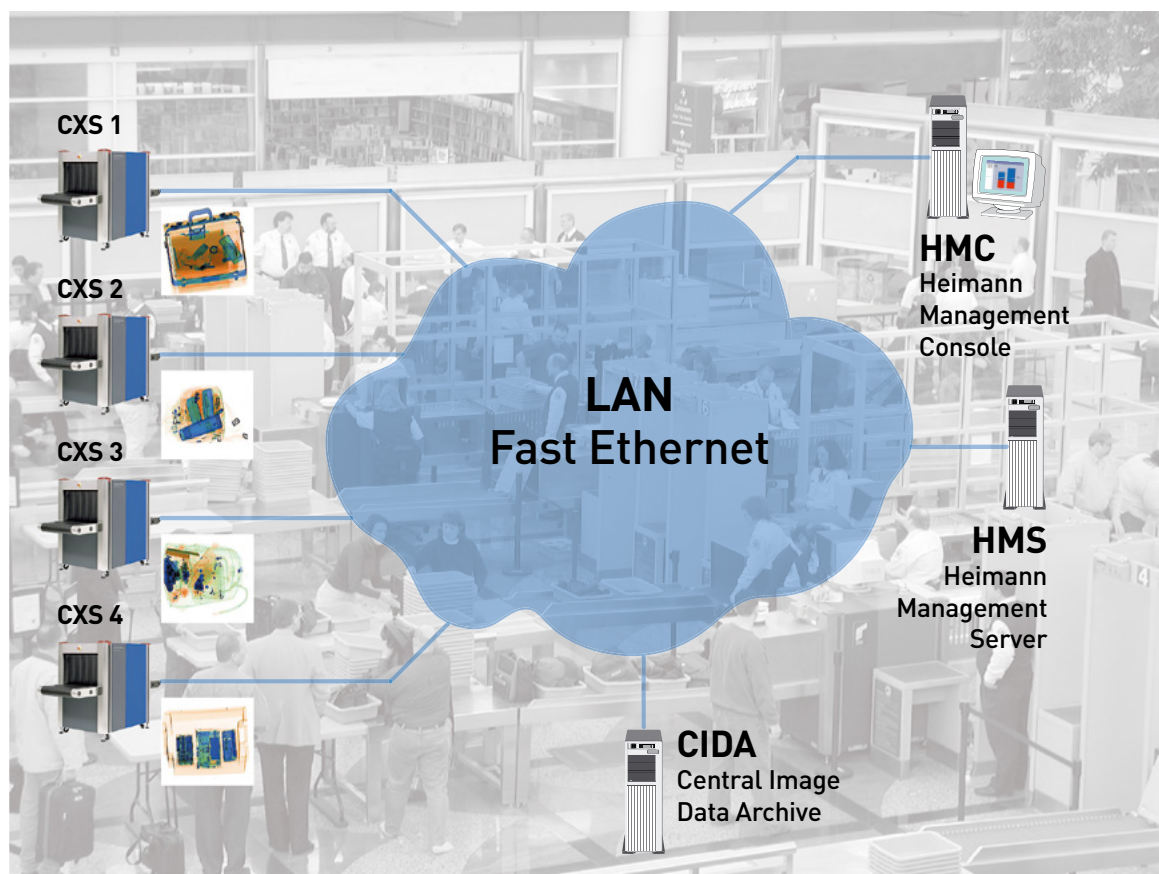 CXS 1
CXS 2
CXS 3
CXS 4
LAN
Fast Ethernet
HMC
Heimann
Management
Console
HMS
Heimann
Management
Server
CIDA
Central Image
Data Archive
4